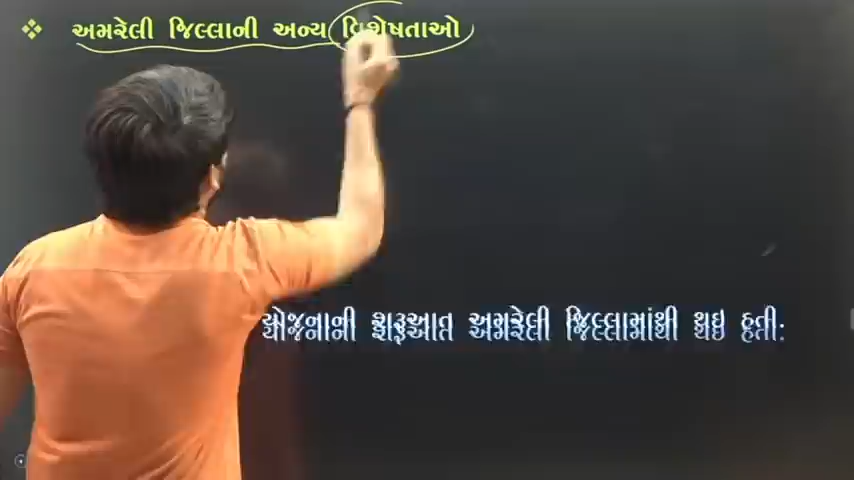 અમરેલી જિલ્લાની અન્ય વિશેષતાઓ
યોજનાની શરૂઆત અમરેલી જિલ્લામાંથી થઇ હતી: